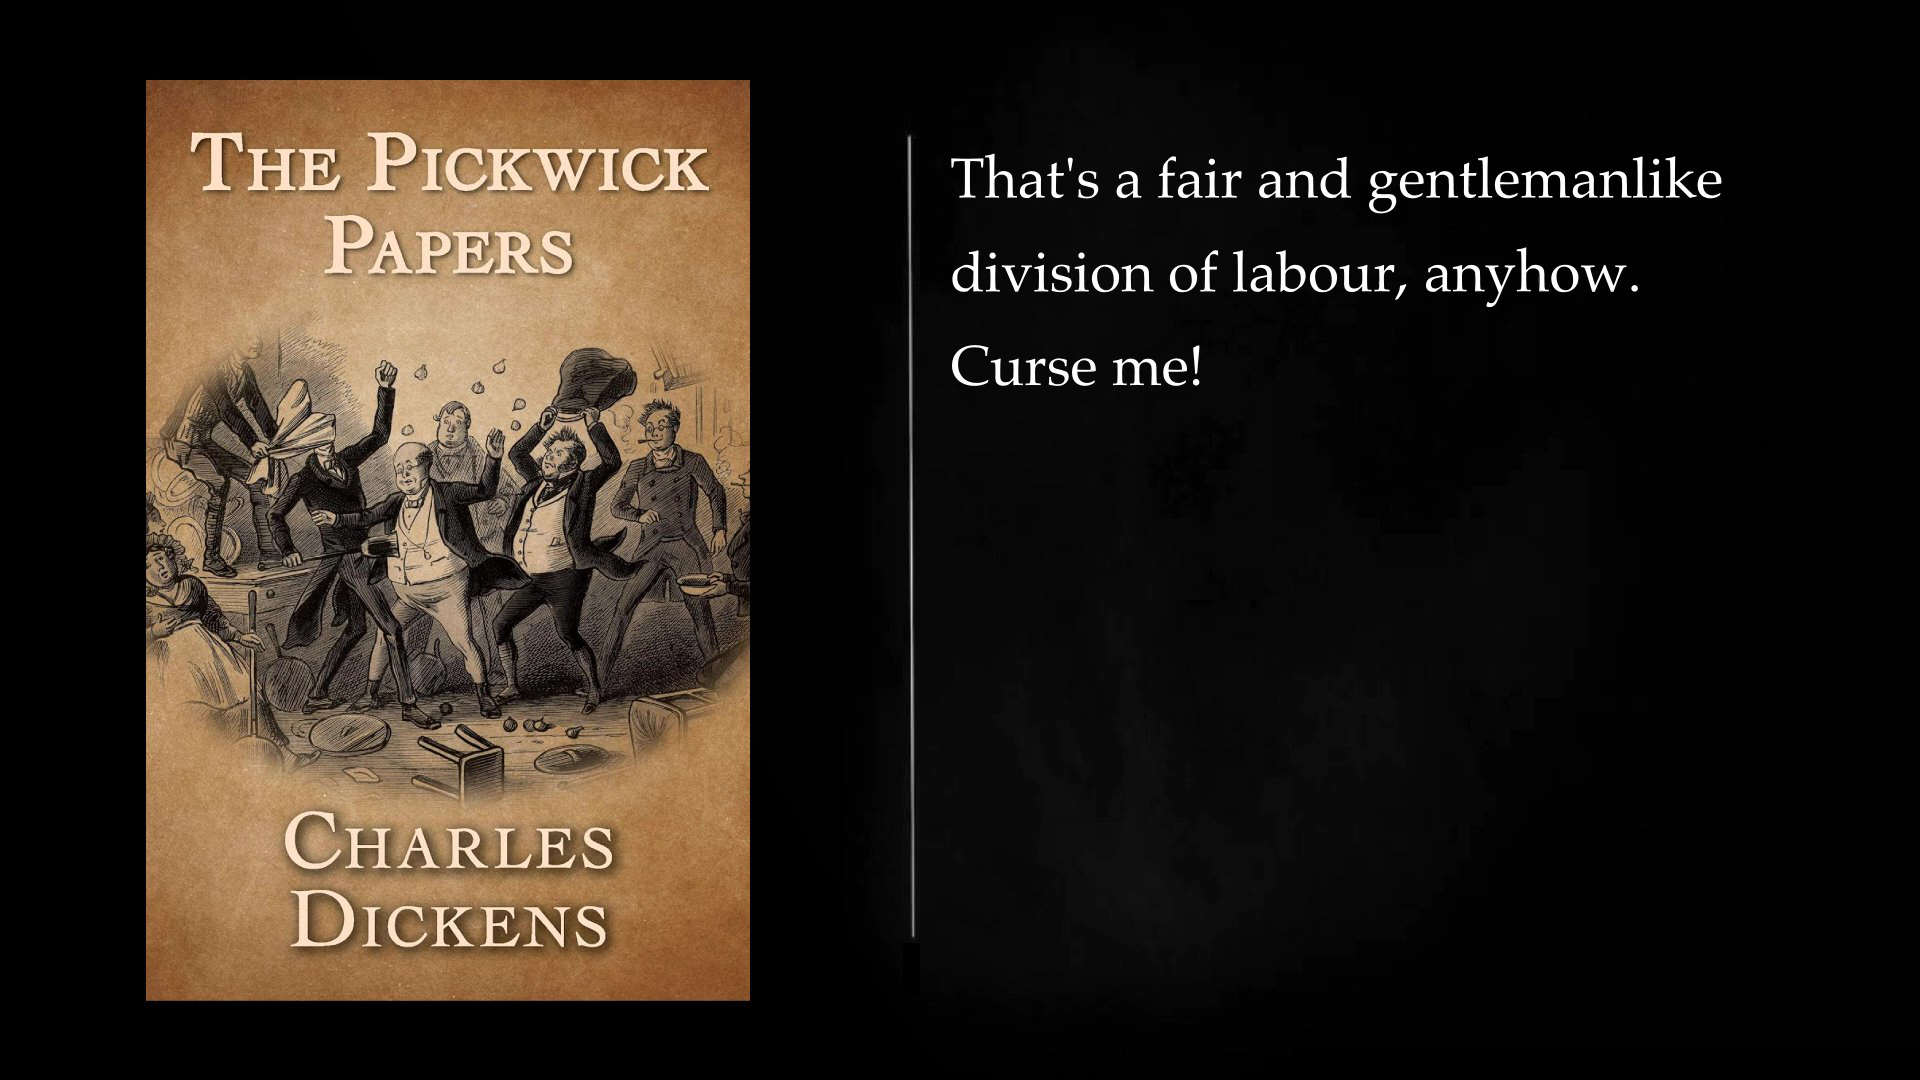 THE PICKWICK
PAPERS
CHARLES
DICKENS
That's a fair and gentlemanlike
division of labour, anyhow.
Curse me!